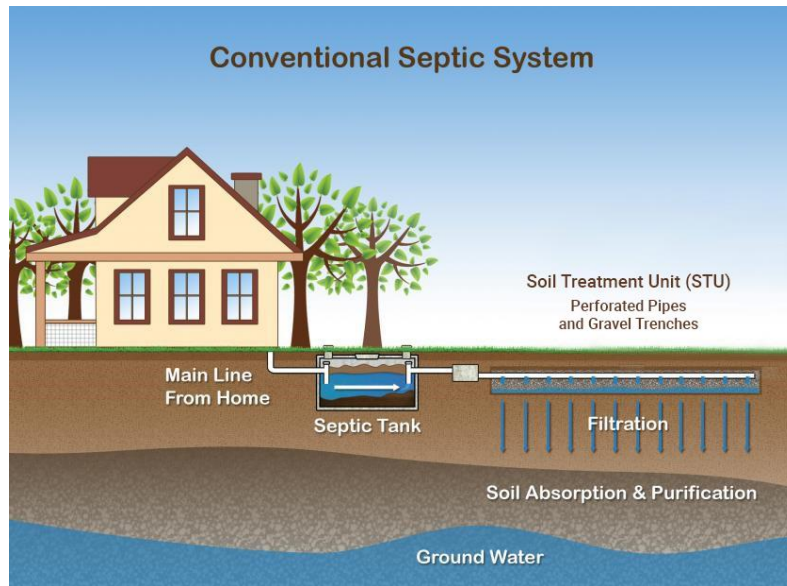 Conventional Septic System
Soil Treatment Unit (STU)
Perforated Pipes
and Gravel Trenches
Main Line
From Home
Septic Tank
Filtration
Soil Absorption & Purification
Ground Water